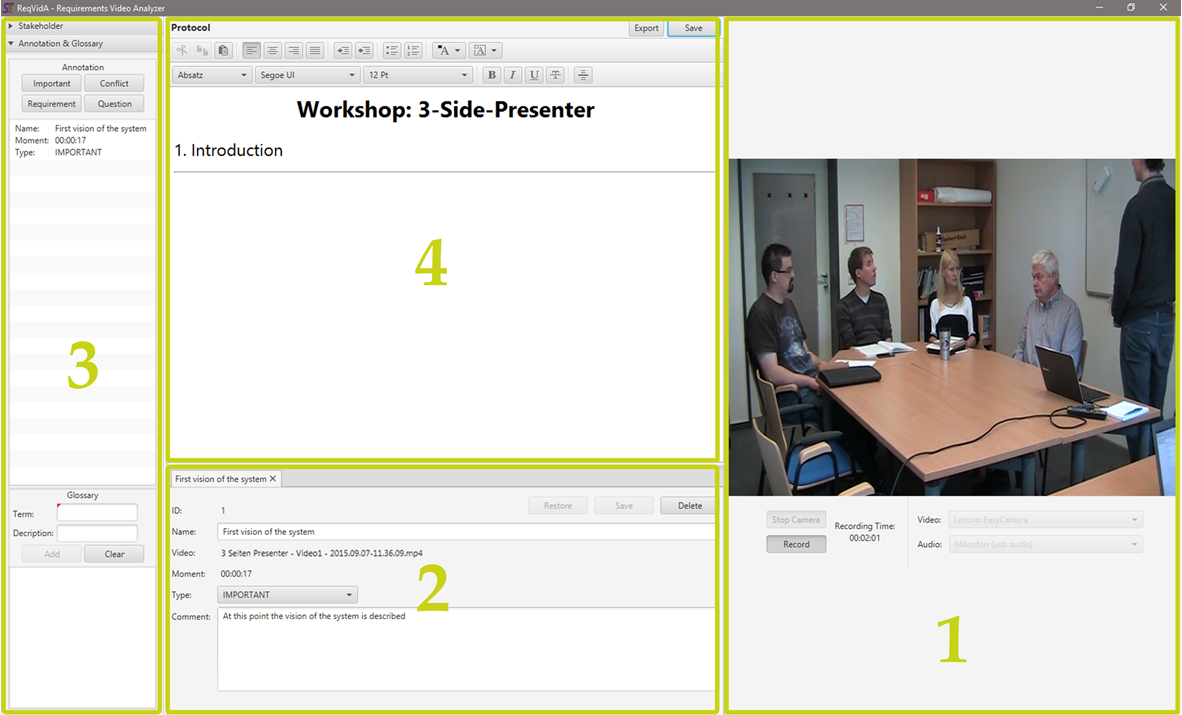 ReqVidA - Requirements Video Analyzer
Stakeholder
Annotation & Glossary
Annotation
Important Conflict
Requirement Question
Name: First vision of the system
Moment: 00:00:17
Type: IMPORTANT
3
Glossary
Term:
Decription:
Add Clear
Protocol Export Save
Absatz Segoe UI 12 Pt B I U T
Workshop: 3-Side-Presenter
1. Introduction
4
First vision of the system
Restore Save Delete
ID: 1
Name: First vision of the system
Video: 3 Seiten Presenter - Video1 - 2015.09.07-11.36.09.mp4
Moment: 00:00:17
Type: IMPORTANT
Comment: At this point the vision of the system is described
2
Stop Camera
Record
Recording Time:
00:02:01
Video: Lenovo EasyCamera
Audio: Mikrofon (usb audio)
1